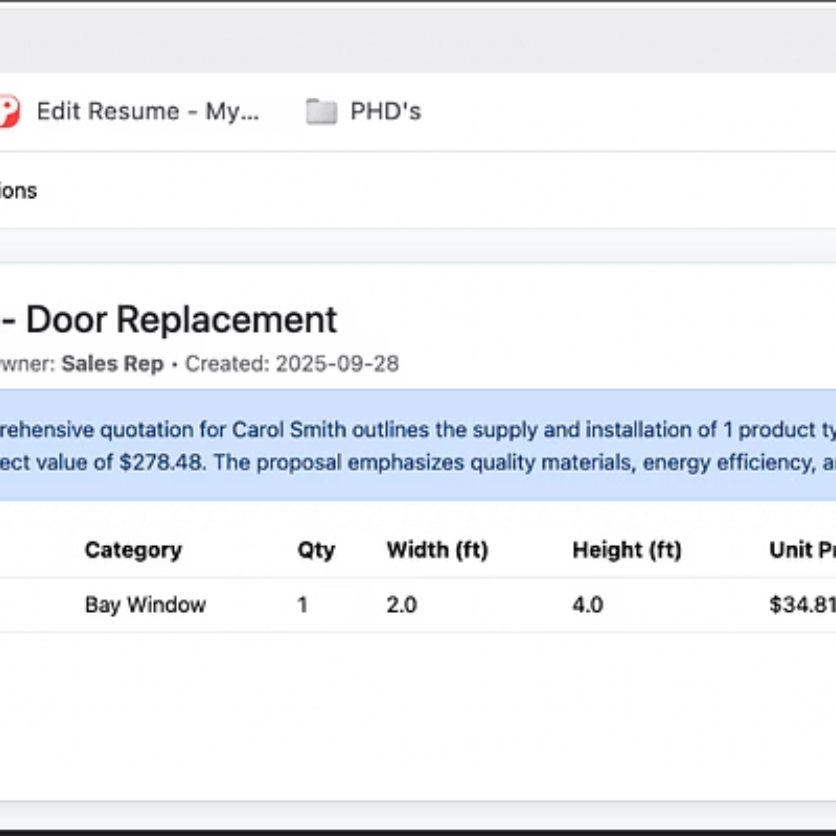 Edit Resume - My...
PHD's
ions
- Door Replacement
wner: Sales Rep • Created: 2025-09-28
rehensive quotation for Carol Smith outlines the supply and installation of 1 product ty
ect value of $278.48. The proposal emphasizes quality materials, energy efficiency, a
Category Qty Width (ft) Height (ft) Unit Pr
Bay Window 1 2.0 4.0 $34.81